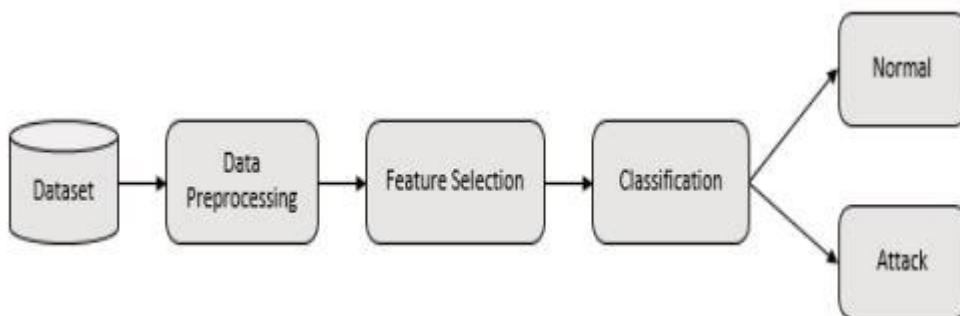 Dataset
Data
Preprocessing
Feature Selection
Classification
Normal
Attack